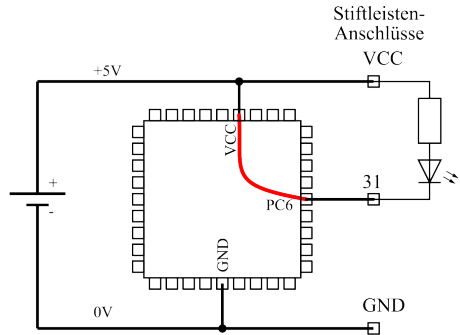 Stiftleisten-
Anschlüsse
VCC
+5V
VCC
+
-
PC6
31
GND
0V
GND